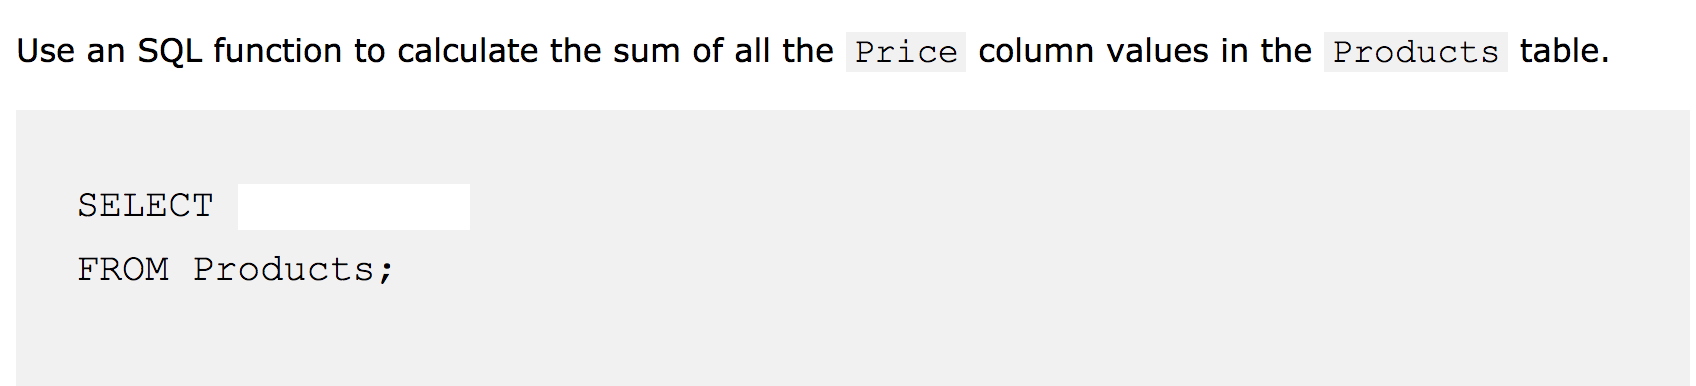 Use an SQL function to calculate the sum of all the Price column values in the Products table.
SELECT
FROM Products;